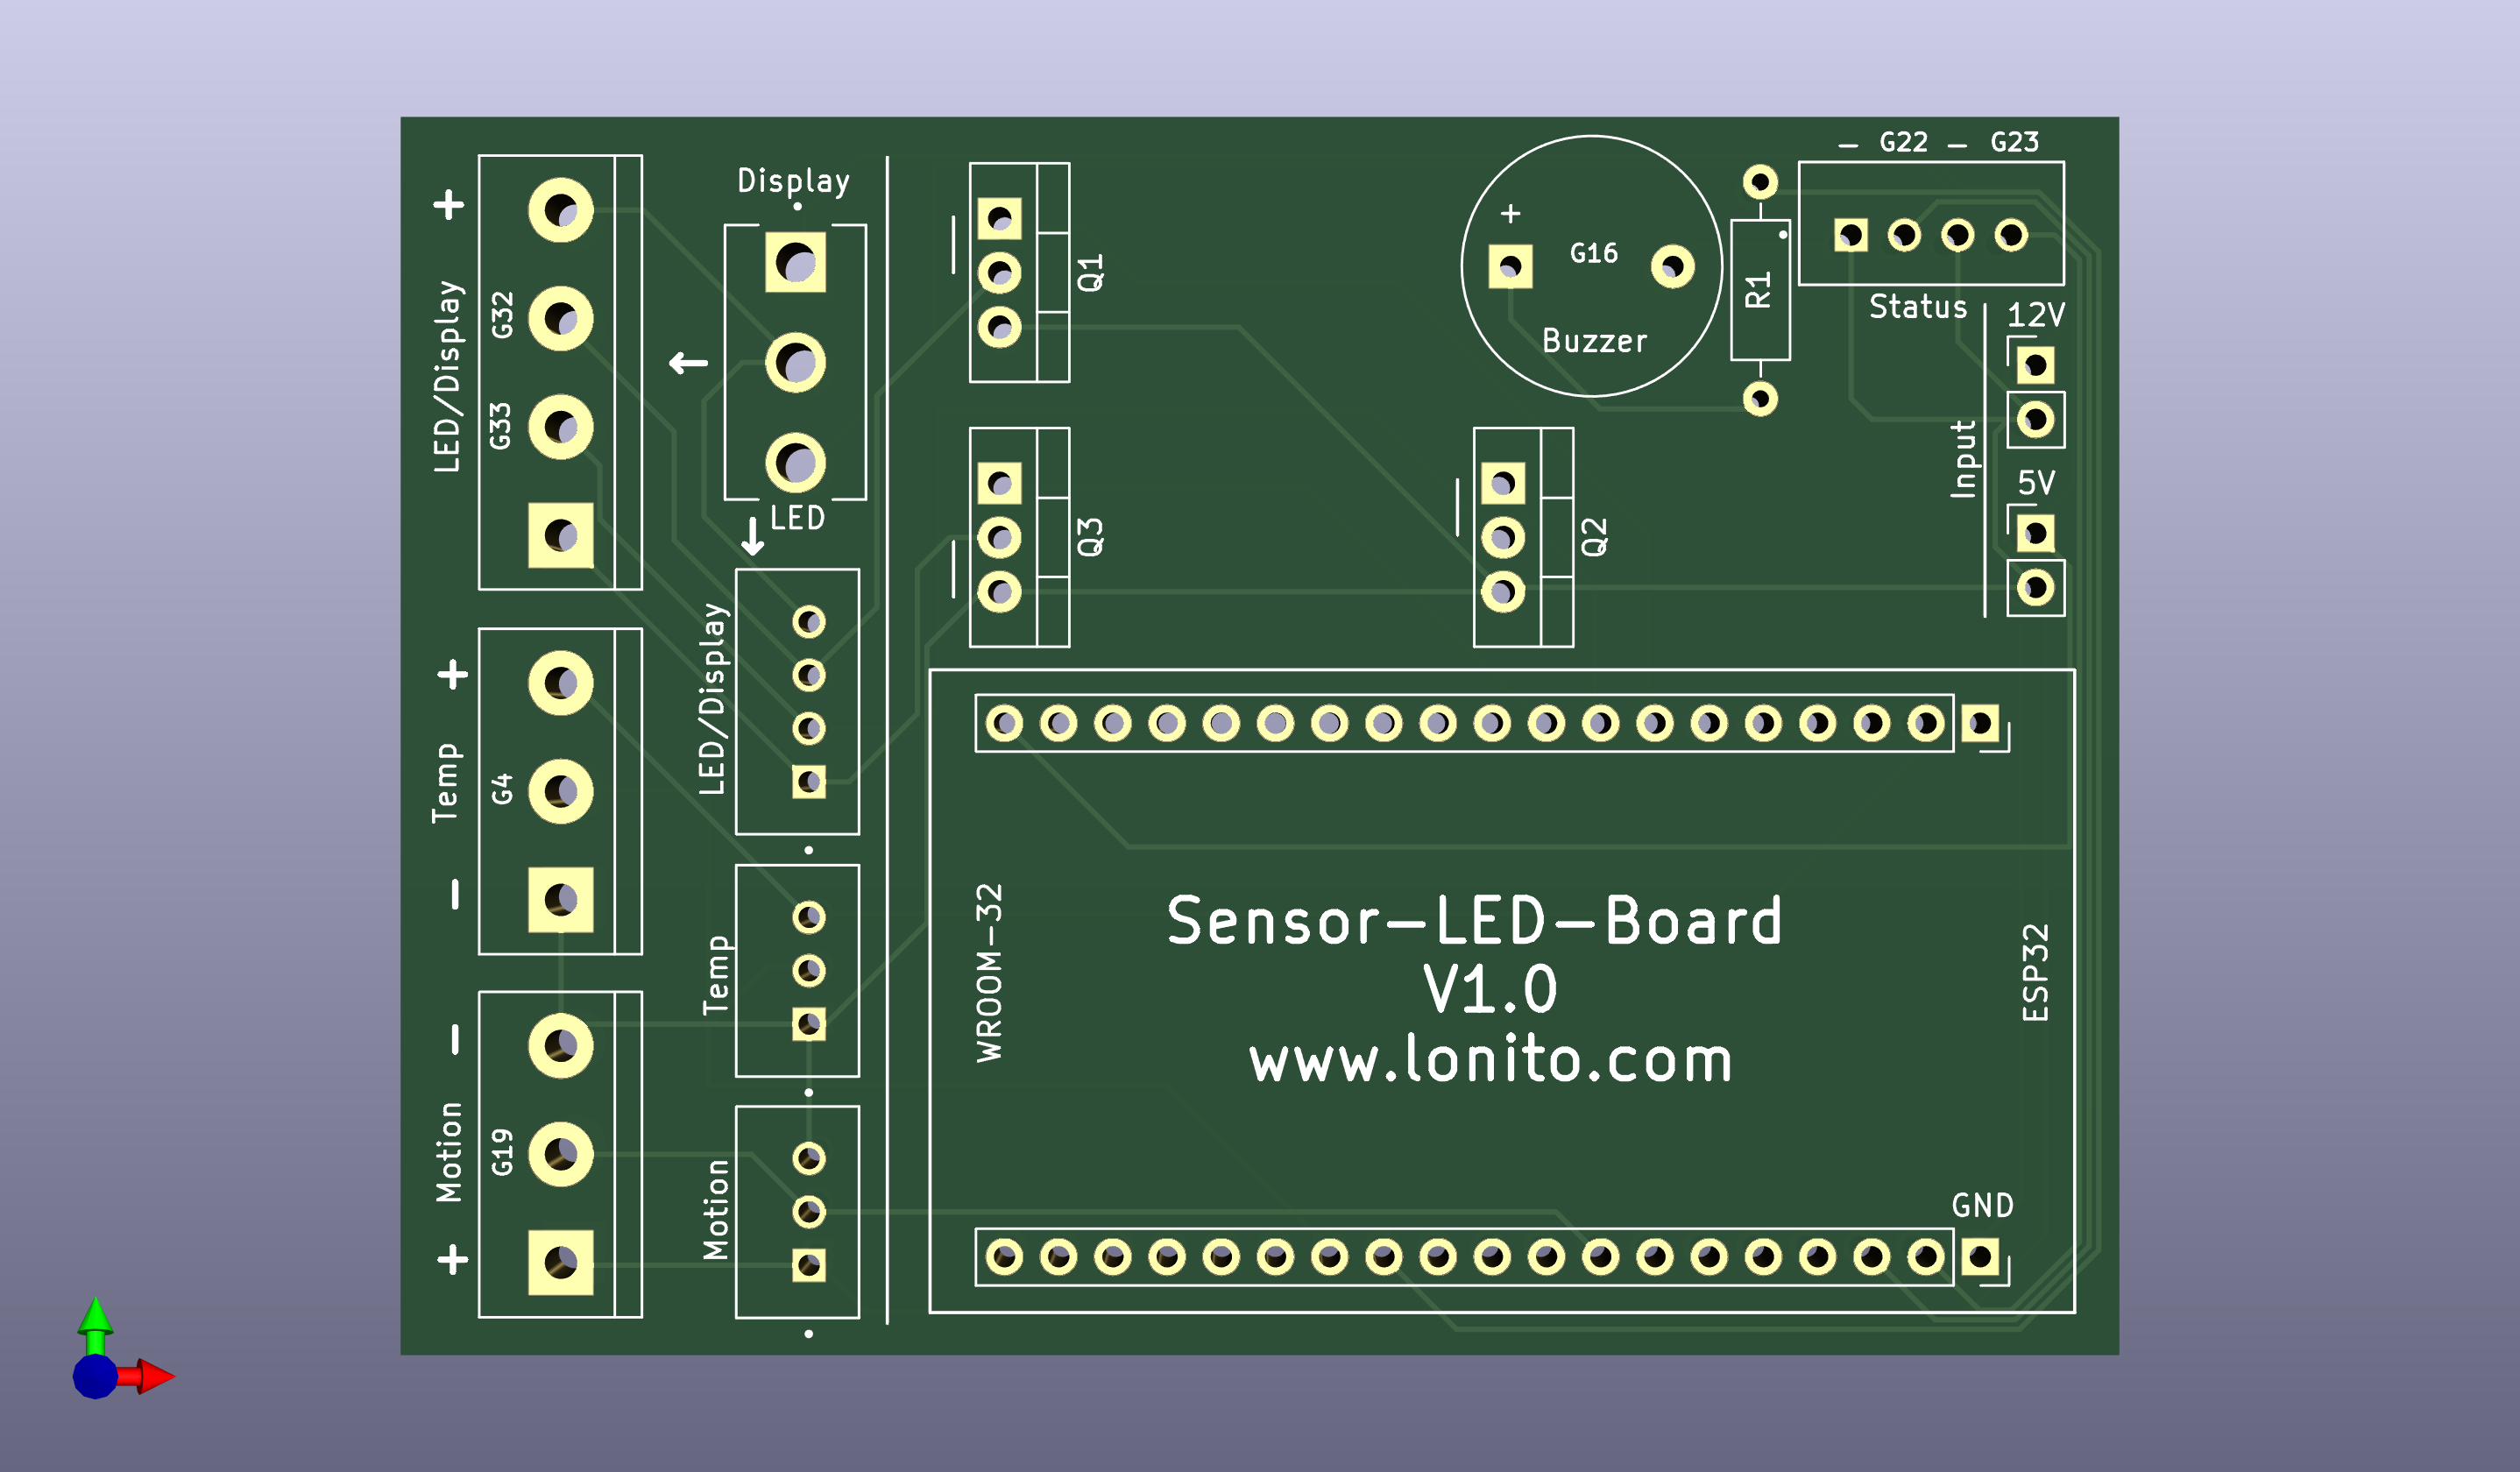 - G22 - G23
Display
+
+
G16
Buzzer
R1
Status
12V
Input
5V
LED/Display
G32
G33
LED
Q1
Q3
Q2
LED/Display
+
Temp
G4
-
Temp
-
Motion
G19
+
Motion
WROOM-32
Sensor-LED-Board
V1.0
www.lonito.com
ESP32
GND